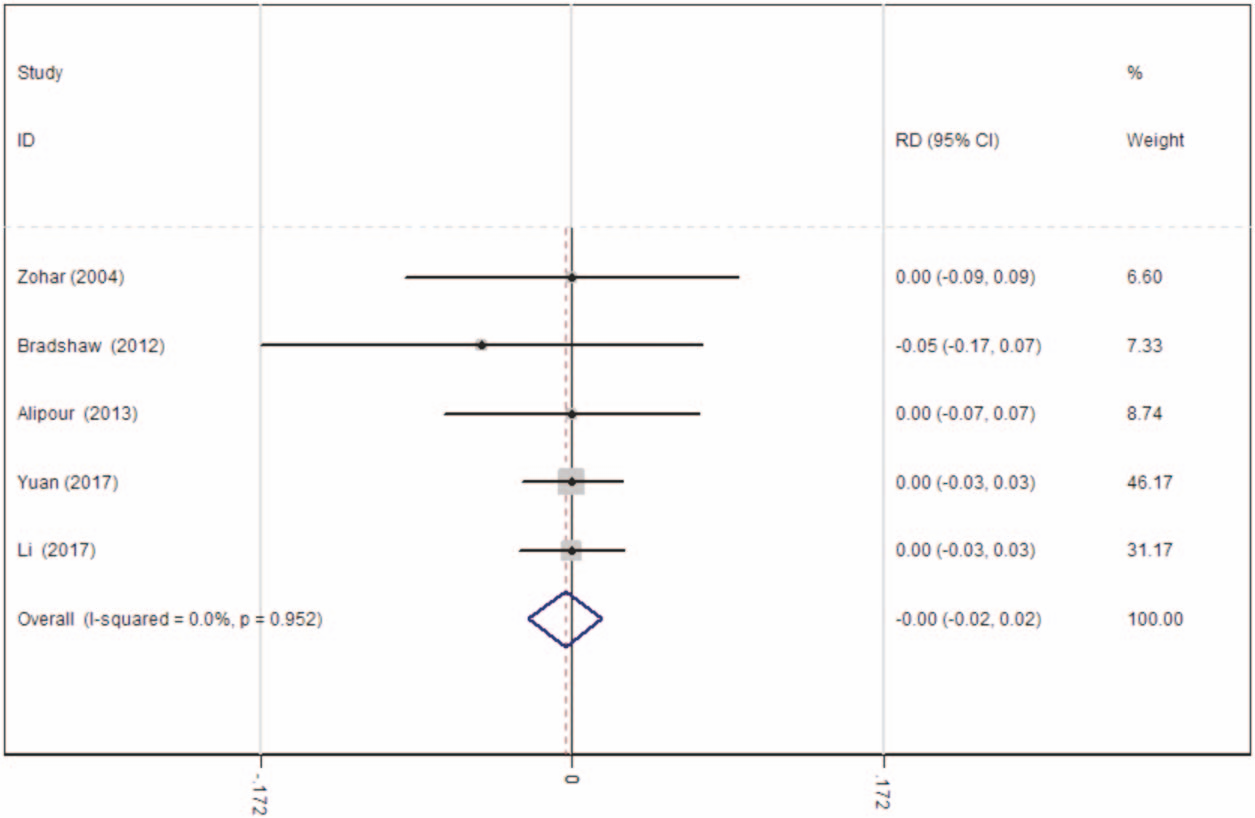 Study %
ID RD (95% CI) Weight
Zohar (2004) 0.00 (-0.09, 0.09) 6.60
Bradshaw (2012) -0.05 (-0.17, 0.07) 7.33
Alipour (2013) 0.00 (-0.07, 0.07) 8.74
Yuan (2017) 0.00 (-0.03, 0.03) 46.17
Li (2017) 0.00 (-0.03, 0.03) 31.17
Overall (I-squared = 0.0%, p = 0.952) -0.00 (-0.02, 0.02) 100.00
-.172 0 .172